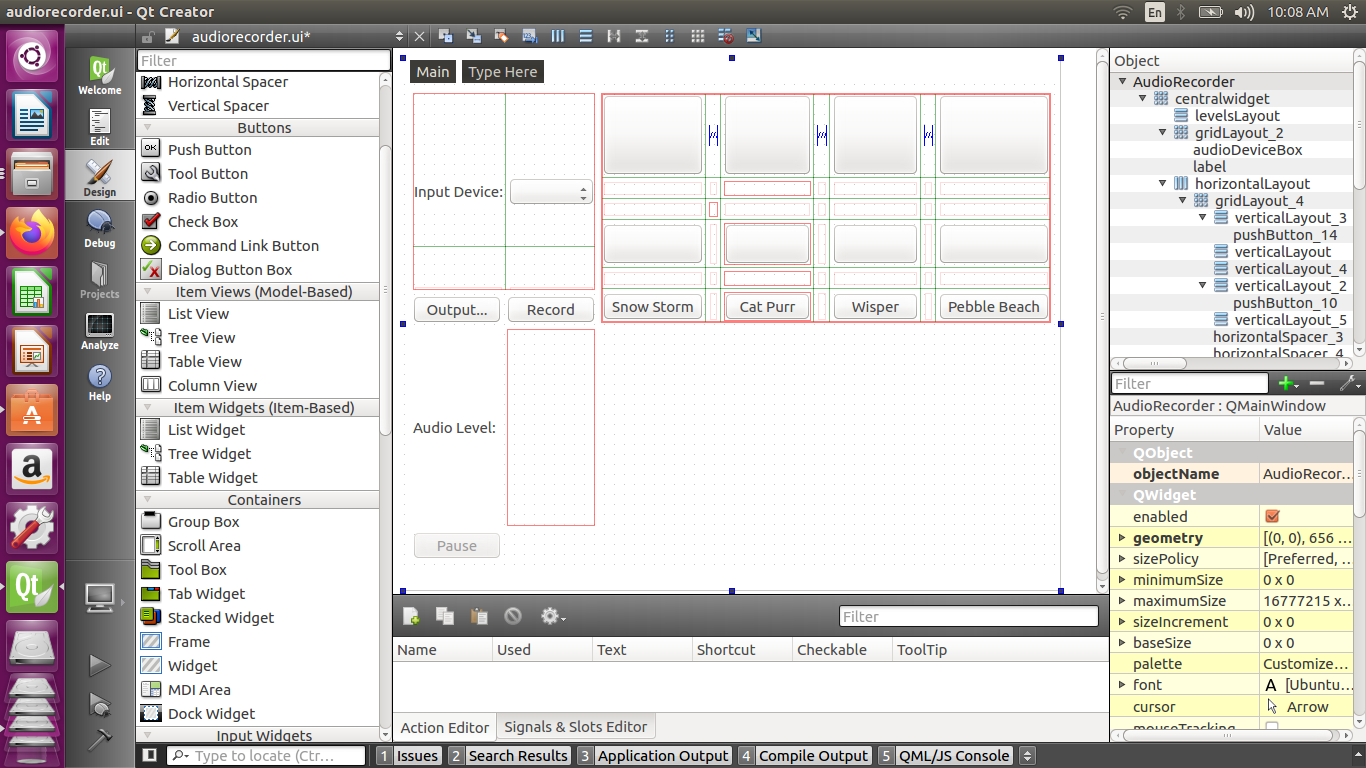 audiorecorder.ui - Qt Creator
En
10:08 AM
audiorecorder.ui*
Welcome
Edit
Design
Debug
Projects
Analyze
Help
Filter
Horizontal Spacer
Vertical Spacer
Buttons
Push Button
Tool Button
Radio Button
Check Box
Command Link Button
Dialog Button Box
Item Views (Model-Based)
List View
Tree View
Table View
Column View
Item Widgets (Item-Based)
List Widget
Tree Widget
Table Widget
Containers
Group Box
Scroll Area
Tool Box
Tab Widget
Stacked Widget
Frame
Widget
MDI Area
Dock Widget
Input Widgets
Main
Type Here
Input Device:
Output...
Record
Snow Storm
Cat Purr
Wisper
Pebble Beach
Audio Level:
Pause
Filter
Name
Used
Text
Shortcut
Checkable
ToolTip
Action Editor
Signals & Slots Editor
Object
AudioRecorder
centralwidget
levelsLayout
gridLayout_2
audioDeviceBox
label
horizontalLayout
gridLayout_4
verticalLayout_3
pushButton_14
verticalLayout
verticalLayout_4
verticalLayout_2
pushButton_10
verticalLayout_5
horizontalSpacer_3
horizontalSpacer_4
Filter
AudioRecorder : QMainWindow
Property Value
QObject
objectName AudioRecor...
QWidget
enabled
geometry [(0, 0), 656 ...
sizePolicy [Preferred, ...
minimumSize 0 x 0
maximumSize 16777215 x...
sizeIncrement 0 x 0
baseSize 0 x 0
palette Customize...
font A [Ubuntu...
cursor Arrow
mouseTracking
Type to locate (Ctr...
1 Issues
2 Search Results
3 Application Output
4 Compile Output
5 QML/JS Console